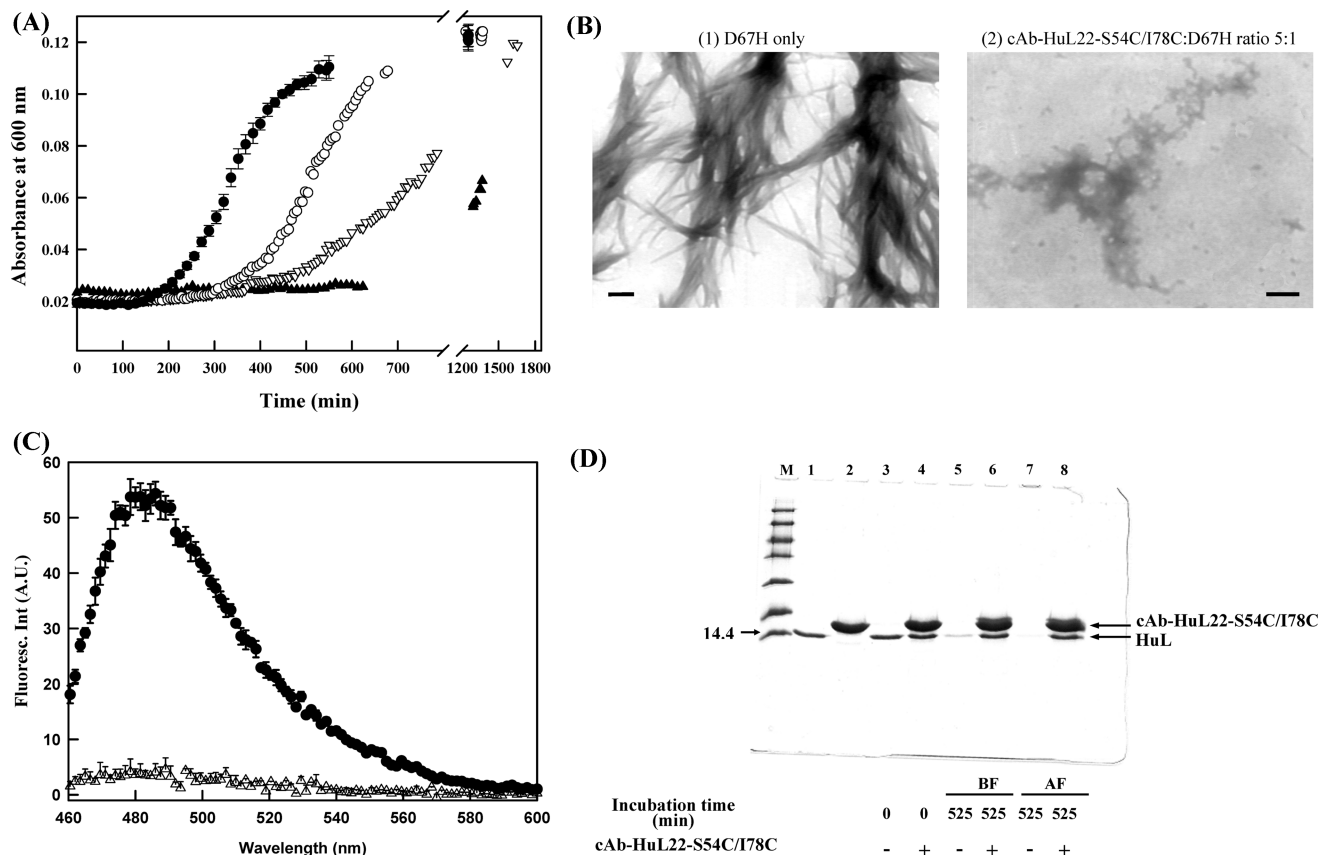 (A)
0.12
0.10
0.08
0.06
0.04
0.02
Absorbance at 600 nm
0 100 200 300 400 500 600 700 1200 1500 1800
Time (min)
(B)
(1) D67H only
(2) cAb-HuL22-S54C/I78C:D67H ratio 5:1
(C)
60
50
40
30
20
10
0
Fluoresc. Int (A.U.)
460 480 500 520 540 560 580 600
Wavelength (nm)
(D)
M 1 2 3 4 5 6 7 8
14.4
cAb-HuL22-S54C/I78C
HuL
BF AF
Incubation time
(min)
0 0 525 525 525 525
cAb-HuL22-S54C/I78C
- + - + - +